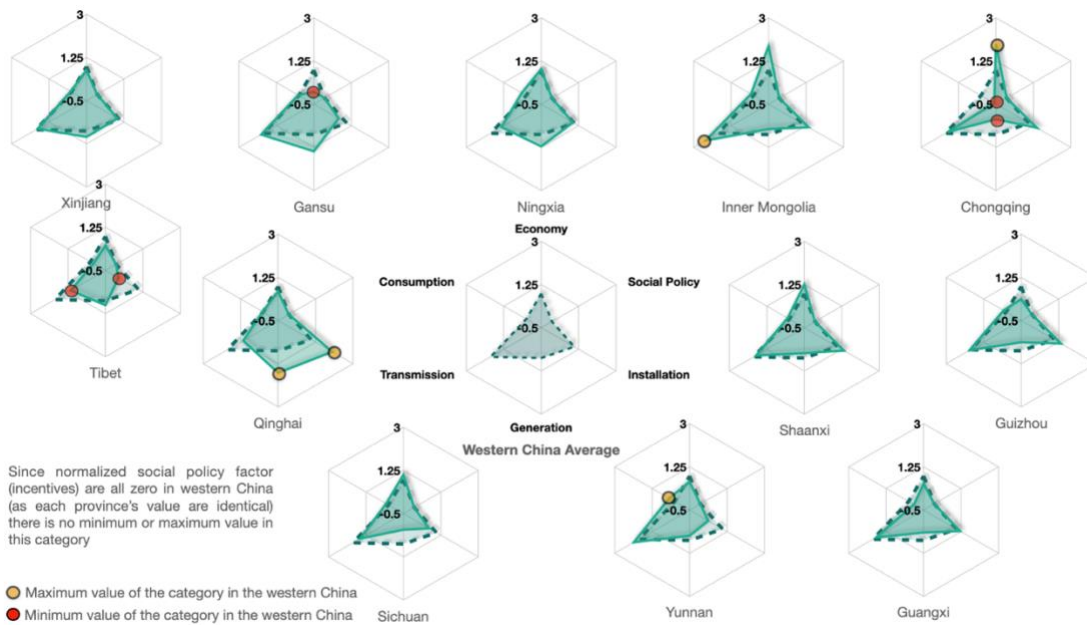 3
1.25
-0.5
Xinjiang
3
1.25
-0.5
Gansu
3
1.25
-0.5
Ningxia
3
1.25
-0.5
Inner Mongolia
3
1.25
-0.5
Chongqing
3
1.25
-0.5
Tibet
3
1.25
-0.5
Qinghai
Economy
3
Consumption
1.25
Social Policy
-0.5
Transmission
Installation
Generation
Western China Average
3
1.25
-0.5
Shaanxi
3
1.25
-0.5
Guizhou
Since normalized social policy factor
(incentives) are all zero in western China
(as each province's value are identical)
there is no minimum or maximum value in
this category
3
1.25
-0.5
Sichuan
3
1.25
-0.5
Yunnan
3
1.25
-0.5
Guangxi
Maximum value of the category in the western China
Minimum value of the category in the western China